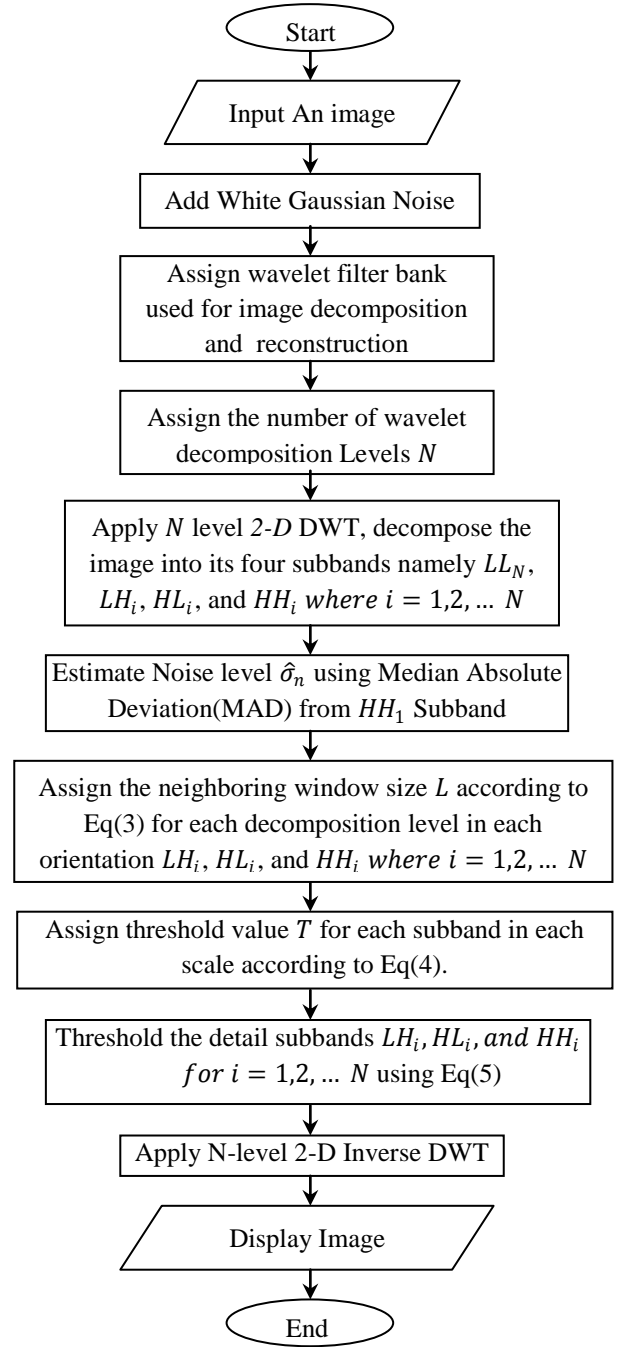 Start
Input An image
Add White Gaussian Noise
Assign wavelet filter bank
used for image decomposition
and reconstruction
Assign the number of wavelet
decomposition Levels N
Apply N level 2-D DWT, decompose the
image into its four subbands namely LL_N,
LH_i, HL_i, and HH_i where i = 1,2, … N
Estimate Noise level σ̂_n using Median Absolute
Deviation(MAD) from HH_1 Subband
Assign the neighboring window size L according to
Eq(3) for each decomposition level in each
orientation LH_i, HL_i, and HH_i where i = 1,2, … N
Assign threshold value T for each subband in each
scale according to Eq(4).
Threshold the detail subbands LH_i, HL_i, and HH_i
for i = 1,2, … N using Eq(5)
Apply N-level 2-D Inverse DWT
Display Image
End